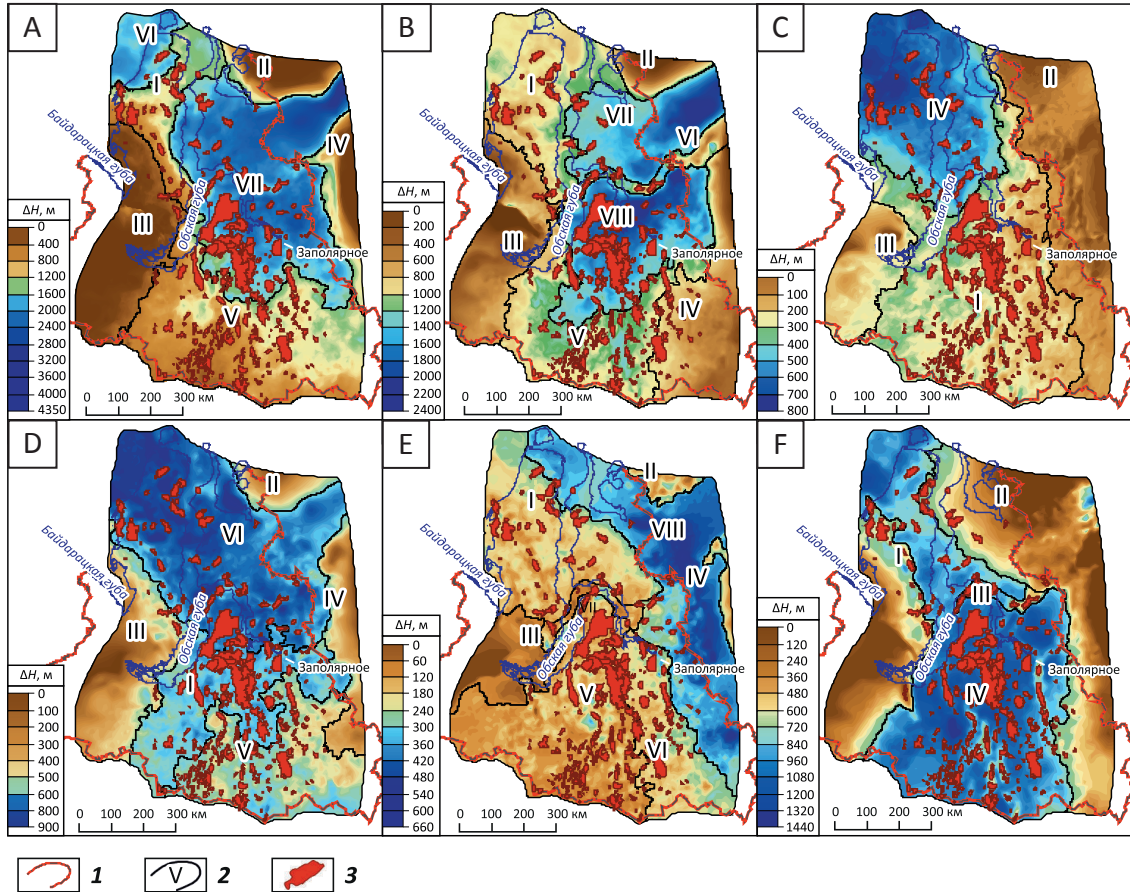 A
VI
II
I
Байдарацкая губа
IV
VII
III
Обская губа
ΔH, м
0
400
800
1000
1200
1400
1600
2000
2400
2800
3200
3600
4000
4350
Заполярное
V
0 100 200 300 км
B
II
I
VII
Байдарацкая губа
VI
VIII
III
Обская губа
ΔH, м
0
200
400
600
800
1000
1200
1400
1600
1800
2000
2200
2400
Заполярное
IV
V
0 100 200 300 км
C
II
IV
Байдарацкая губа
III
Обская губа
ΔH, м
0
100
200
300
400
500
600
700
800
Заполярное
I
0 100 200 300 км
D
II
VI
Байдарацкая губа
IV
III
Обская губа
ΔH, м
0
100
200
300
400
500
600
700
800
900
Заполярное
I
V
0 100 200 300 км
E
II
I
VIII
Байдарацкая губа
IV
VII
III
Обская губа
ΔH, м
0
60
120
180
240
300
360
420
480
540
600
660
Заполярное
V
VI
0 100 200 300 км
F
II
I
Байдарацкая губа
III
Обская губа
ΔH, м
0
120
240
360
480
600
720
840
960
1080
1200
1320
1440
Заполярное
IV
0 100 200 300 км
1
V 2
3